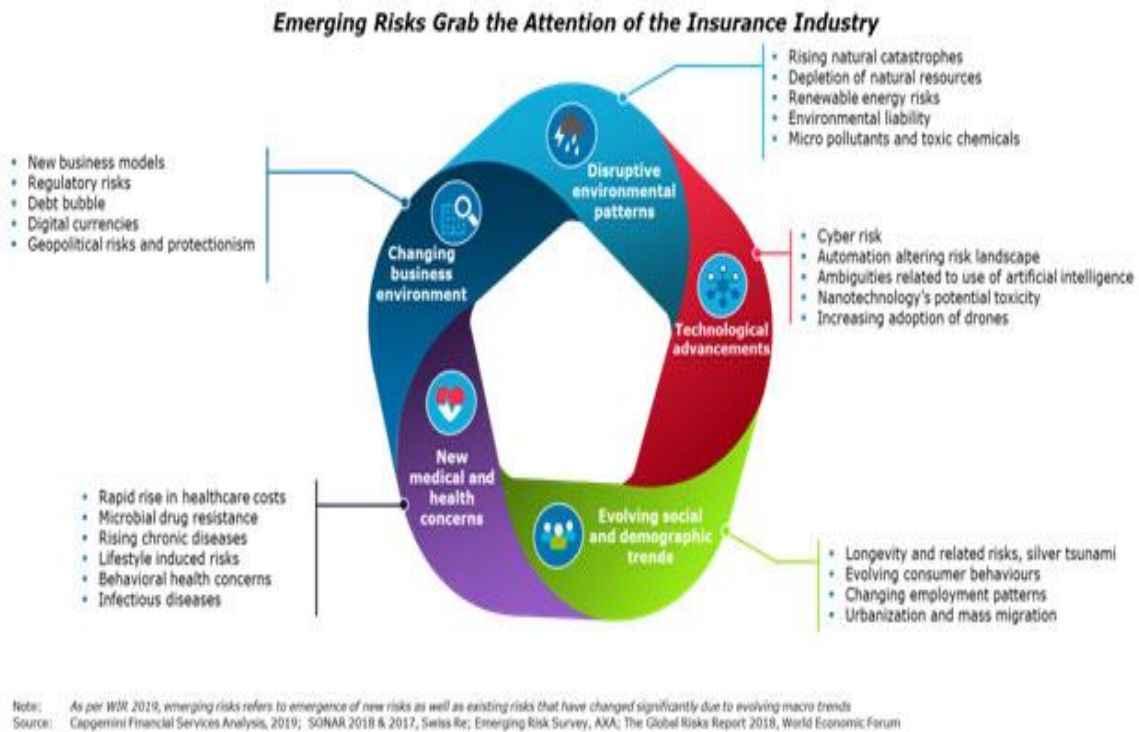 Emerging Risks Grab the Attention of the Insurance Industry
Rising natural catastrophes
Depletion of natural resources
Renewable energy risks
Environmental liability
Micro pollutants and toxic chemicals
Disruptive
environmental
patterns
New business models
Regulatory risks
Debt bubble
Digital currencies
Geopolitical risks and protectionism
Changing
business
environment
Cyber risk
Automation altering risk landscape
Ambiguities related to use of artificial intelligence
Nanotechnology's potential toxicity
Increasing adoption of drones
Technological
advancements
New
medical and
health
concerns
Rapid rise in healthcare costs
Microbial drug resistance
Rising chronic diseases
Lifestyle induced risks
Behavioral health concerns
Infectious diseases
Evolving social
and demographic
trends
Longevity and related risks, silver tsunami
Evolving consumer behaviours
Changing employment patterns
Urbanization and mass migration
Note: As per WIR 2019, emerging risks refers to emergence of new risks as well as existing risks that have changed significantly due to evolving macro trends
Source: Capgemini Financial Services Analysis, 2019; SONAR 2018 & 2017, Swiss Re; Emerging Risk Survey, AXA; The Global Risks Report 2018, World Economic Forum